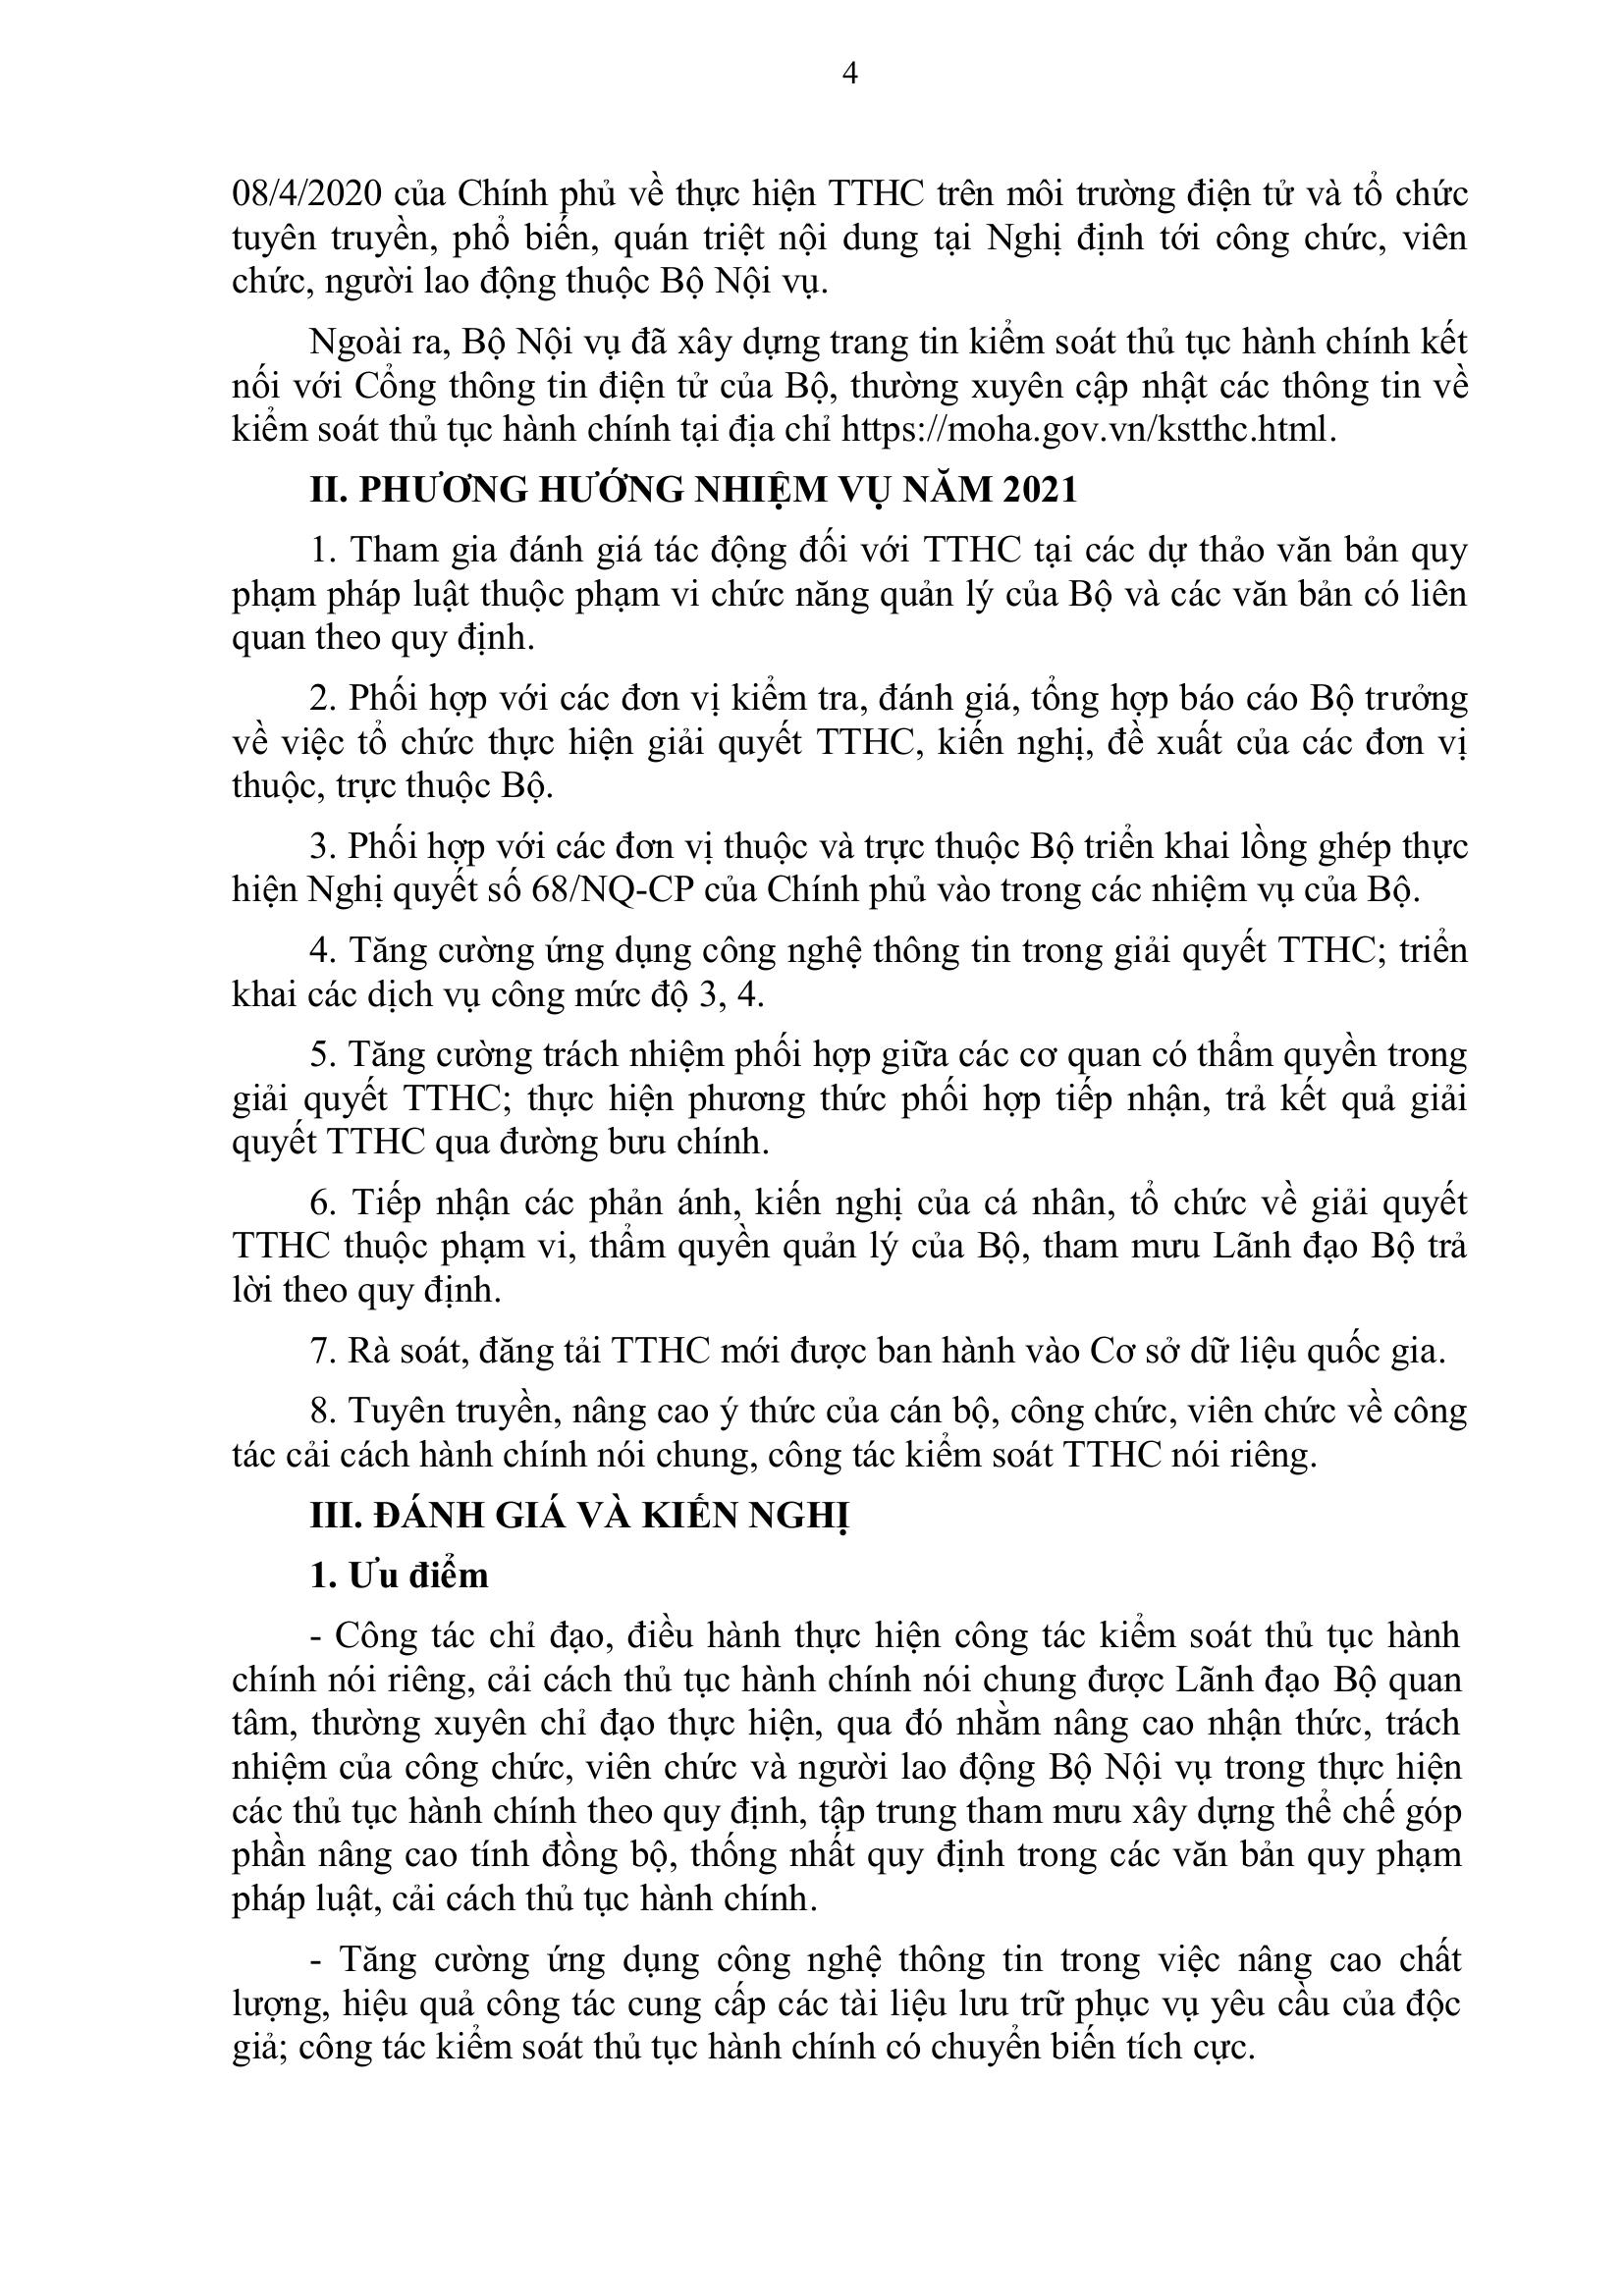 4
08/4/2020 của Chính phủ về thực hiện TTHC trên môi trường điện tử và tổ chức
tuyên truyền, phổ biến, quán triệt nội dung tại Nghị định tới công chức, viên
chức, người lao động thuộc Bộ Nội vụ.
Ngoài ra, Bộ Nội vụ đã xây dựng trang tin kiểm soát thủ tục hành chính kết
nối với Cổng thông tin điện tử của Bộ, thường xuyên cập nhật các thông tin về
kiểm soát thủ tục hành chính tại địa chỉ https://moha.gov.vn/kstthc.html.
II. PHƯƠNG HƯỚNG NHIỆM VỤ NĂM 2021
1. Tham gia đánh giá tác động đối với TTHC tại các dự thảo văn bản quy
phạm pháp luật thuộc phạm vi chức năng quản lý của Bộ và các văn bản có liên
quan theo quy định.
2. Phối hợp với các đơn vị kiểm tra, đánh giá, tổng hợp báo cáo Bộ trưởng
về việc tổ chức thực hiện giải quyết TTHC, kiến nghị, đề xuất của các đơn vị
thuộc, trực thuộc Bộ.
3. Phối hợp với các đơn vị thuộc và trực thuộc Bộ triển khai lồng ghép thực
hiện Nghị quyết số 68/NQ-CP của Chính phủ vào trong các nhiệm vụ của Bộ.
4. Tăng cường ứng dụng công nghệ thông tin trong giải quyết TTHC; triển
khai các dịch vụ công mức độ 3, 4.
5. Tăng cường trách nhiệm phối hợp giữa các cơ quan có thẩm quyền trong
giải quyết TTHC; thực hiện phương thức phối hợp tiếp nhận, trả kết quả giải
quyết TTHC qua đường bưu chính.
6. Tiếp nhận các phản ánh, kiến nghị của cá nhân, tổ chức về giải quyết
TTHC thuộc phạm vi, thẩm quyền quản lý của Bộ, tham mưu Lãnh đạo Bộ trả
lời theo quy định.
7. Rà soát, đăng tải TTHC mới được ban hành vào Cơ sở dữ liệu quốc gia.
8. Tuyên truyền, nâng cao ý thức của cán bộ, công chức, viên chức về công
tác cải cách hành chính nói chung, công tác kiểm soát TTHC nói riêng.
III. ĐÁNH GIÁ VÀ KIẾN NGHỊ
1. Ưu điểm
- Công tác chỉ đạo, điều hành thực hiện công tác kiểm soát thủ tục hành
chính nói riêng, cải cách thủ tục hành chính nói chung được Lãnh đạo Bộ quan
tâm, thường xuyên chỉ đạo thực hiện, qua đó nhằm nâng cao nhận thức, trách
nhiệm của công chức, viên chức và người lao động Bộ Nội vụ trong thực hiện
các thủ tục hành chính theo quy định, tập trung tham mưu xây dựng thể chế góp
phần nâng cao tính đồng bộ, thống nhất quy định trong các văn bản quy phạm
pháp luật, cải cách thủ tục hành chính.
- Tăng cường ứng dụng công nghệ thông tin trong việc nâng cao chất
lượng, hiệu quả công tác cung cấp các tài liệu lưu trữ phục vụ yêu cầu của độc
giả; công tác kiểm soát thủ tục hành chính có chuyển biến tích cực.